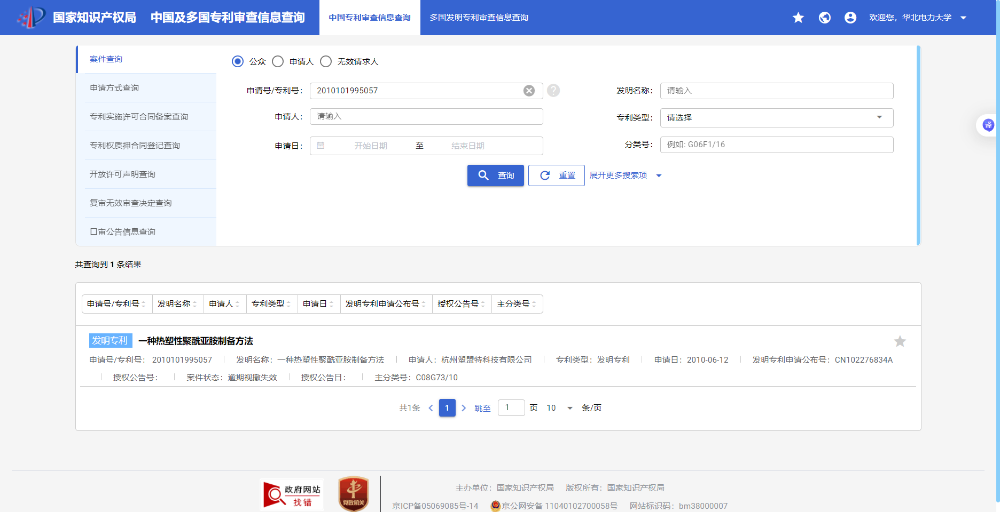 国家知识产权局 中国及多国专利审查信息查询 中国专利审查信息查询 多国发明专利审查信息查询 欢迎您，华北电力大学
译
案件查询
申请方式查询
专利实施许可合同备案查询
专利权质押合同登记查询
开放许可声明查询
复审无效审查决定查询
口审公告信息查询
公众 申请人 无效请求人
申请号/专利号： 2010101995057 ? 发明名称： 请输入
申请人： 请输入 专利类型： 请选择
申请日： 开始日期 至 结束日期 分类号： 例如: G06F1/16
查询 重置 展开更多搜索项
共查询到 1 条结果
申请号/专利号 发明名称 申请人 专利类型 申请日 发明专利申请公布号 授权公告号 主分类号
发明专利 一种热塑性聚酰亚胺制备方法
申请号/专利号： 2010101995057 发明名称：一种热塑性聚酰亚胺制备方法 申请人：杭州塑盟特科技有限公司 专利类型：发明专利 申请日：2010-06-12 发明专利申请公布号：CN102276834A
授权公告号： 案件状态：逾期视撤失效 授权公告日： 主分类号：C08G73/10
共1条 1 跳至 1 页 10 条/页
政府网站
找错
党政机关
主办单位：国家知识产权局 版权所有：国家知识产权局
京ICP备05069085号-14 京公网安备 11040102700058号 网站标识码：bm38000007